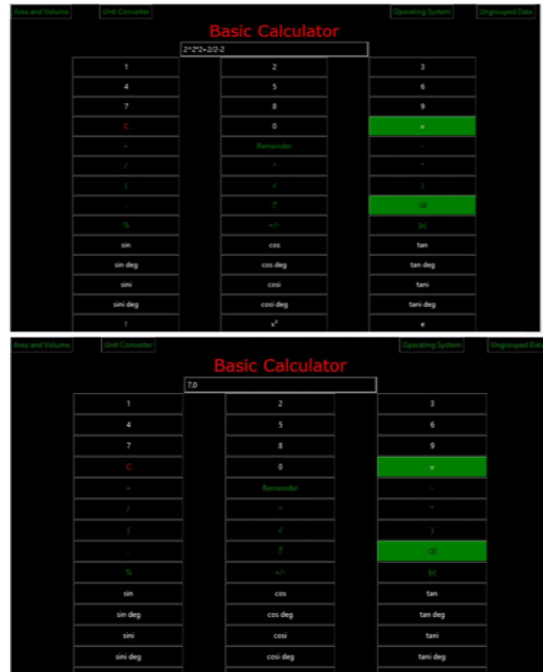 Area and Volume Unit Converter Operating System Ungrouped Data
Basic Calculator
2^2*2+2/2-2
1 2 3
4 5 6
7 8 9
C 0 =
+ Remainder -
/ * ^
( √ )
. ⌫
% +/- |x|
sin cos tan
sin deg cos deg tan deg
sini cosi tani
sini deg cosi deg tani deg
! x² e
Area and Volume Unit Converter Operating System Ungrouped Data
Basic Calculator
7.0
1 2 3
4 5 6
7 8 9
C 0 =
+ Remainder -
/
( √ )
. ⌫
% +/- |x|
sin cos tan
sin deg cos deg tan deg
sini cosi tani
sini deg cosi deg tani deg